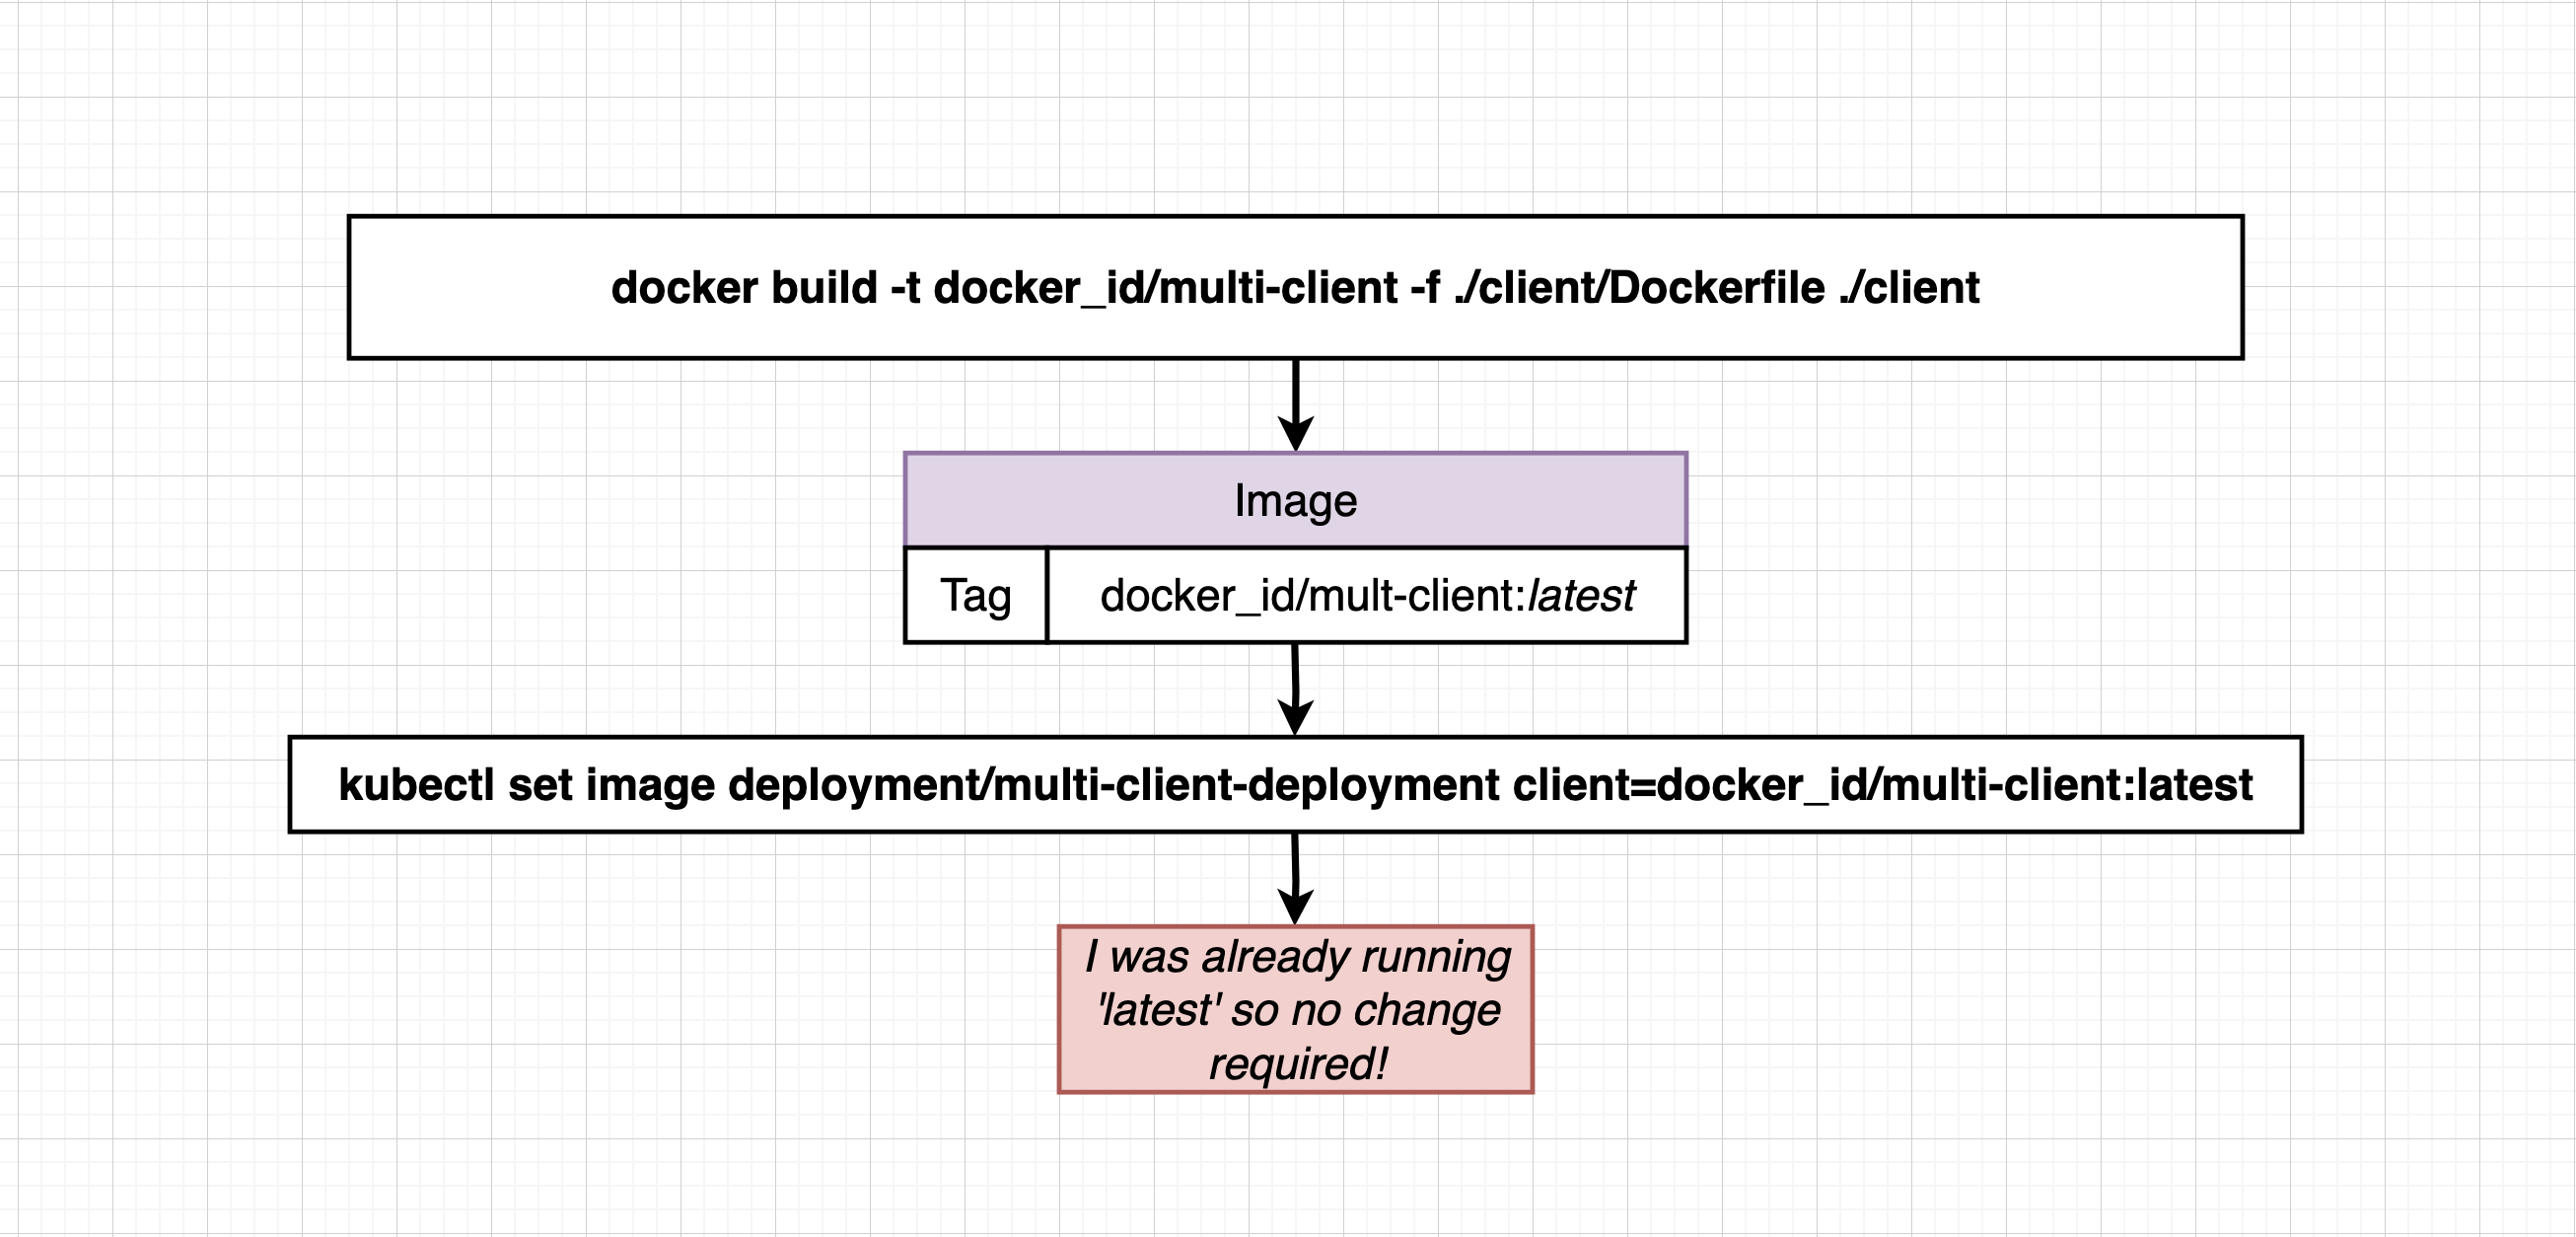 docker build -t docker_id/multi-client -f ./client/Dockerfile ./client
Image
Tag
docker_id/mult-client:latest
kubectl set image deployment/multi-client-deployment client=docker_id/multi-client:latest
I was already running
'latest' so no change
required!